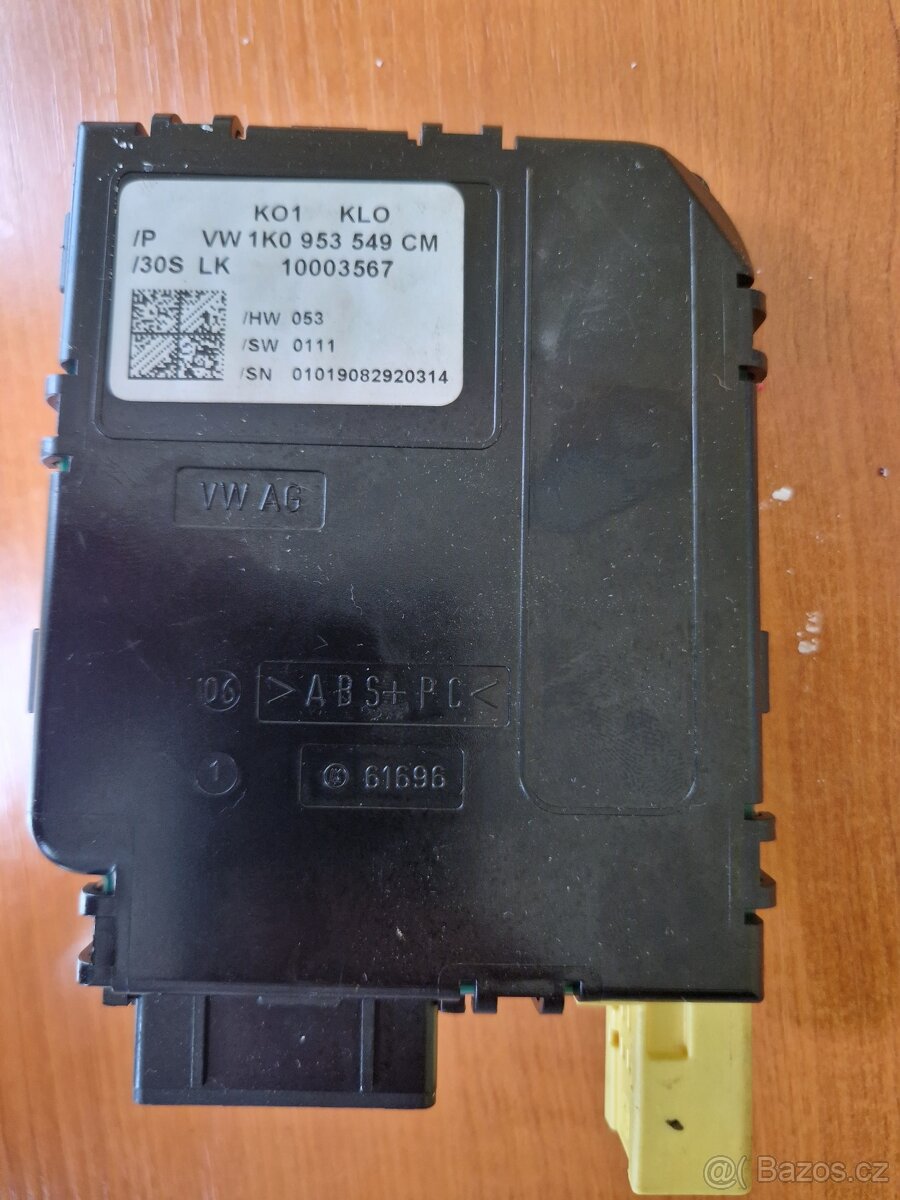 KO1 KLO
/P VW 1K0 953 549 CM
/30S LK 10003567
/HW 053
/SW 0111
/SN 01019082920314
VW AG
06 >ABS+PC<
1 61696
@Bazos.cz